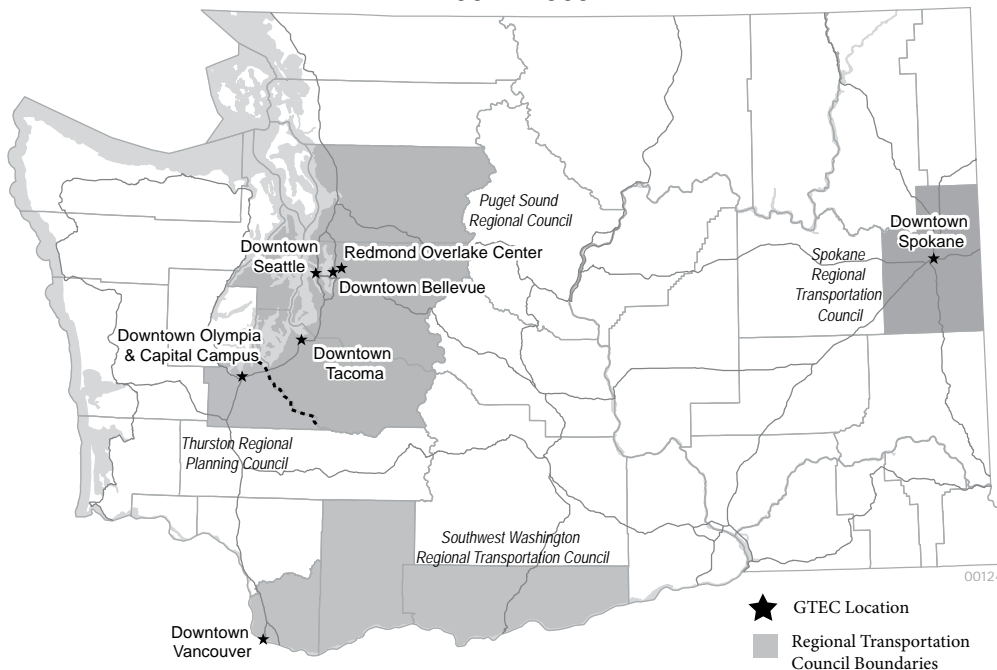 Puget Sound
Regional Council
Downtown
Spokane
Downtown
Seattle
Redmond Overlake Center
Downtown Bellevue
Spokane
Regional
Transportation
Council
Downtown Olympia
& Capital Campus
Downtown
Tacoma
Thurston Regional
Planning Council
Southwest Washington
Regional Transportation Council
GTEC Location
Downtown
Vancouver
Regional Transportation
Council Boundaries